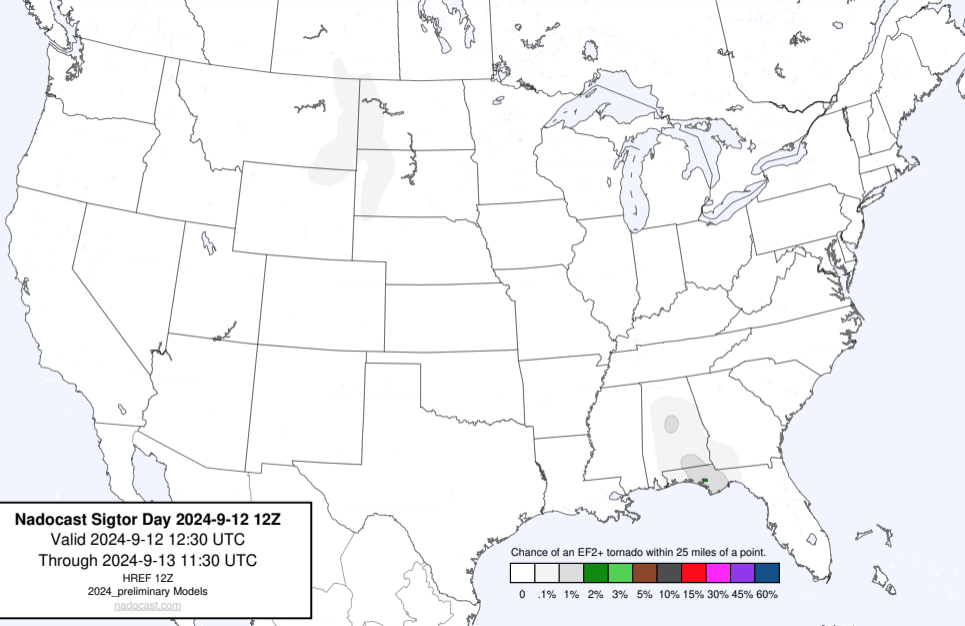 Nadocast Sigtor Day 2024-9-12 12Z
Valid 2024-9-12 12:30 UTC
Through 2024-9-13 11:30 UTC
HREF 12Z
2024_preliminary Models
nadocast.com
Chance of an EF2+ tornado within 25 miles of a point.
0 .1% 1% 2% 3% 5% 10% 15% 30% 45% 60%